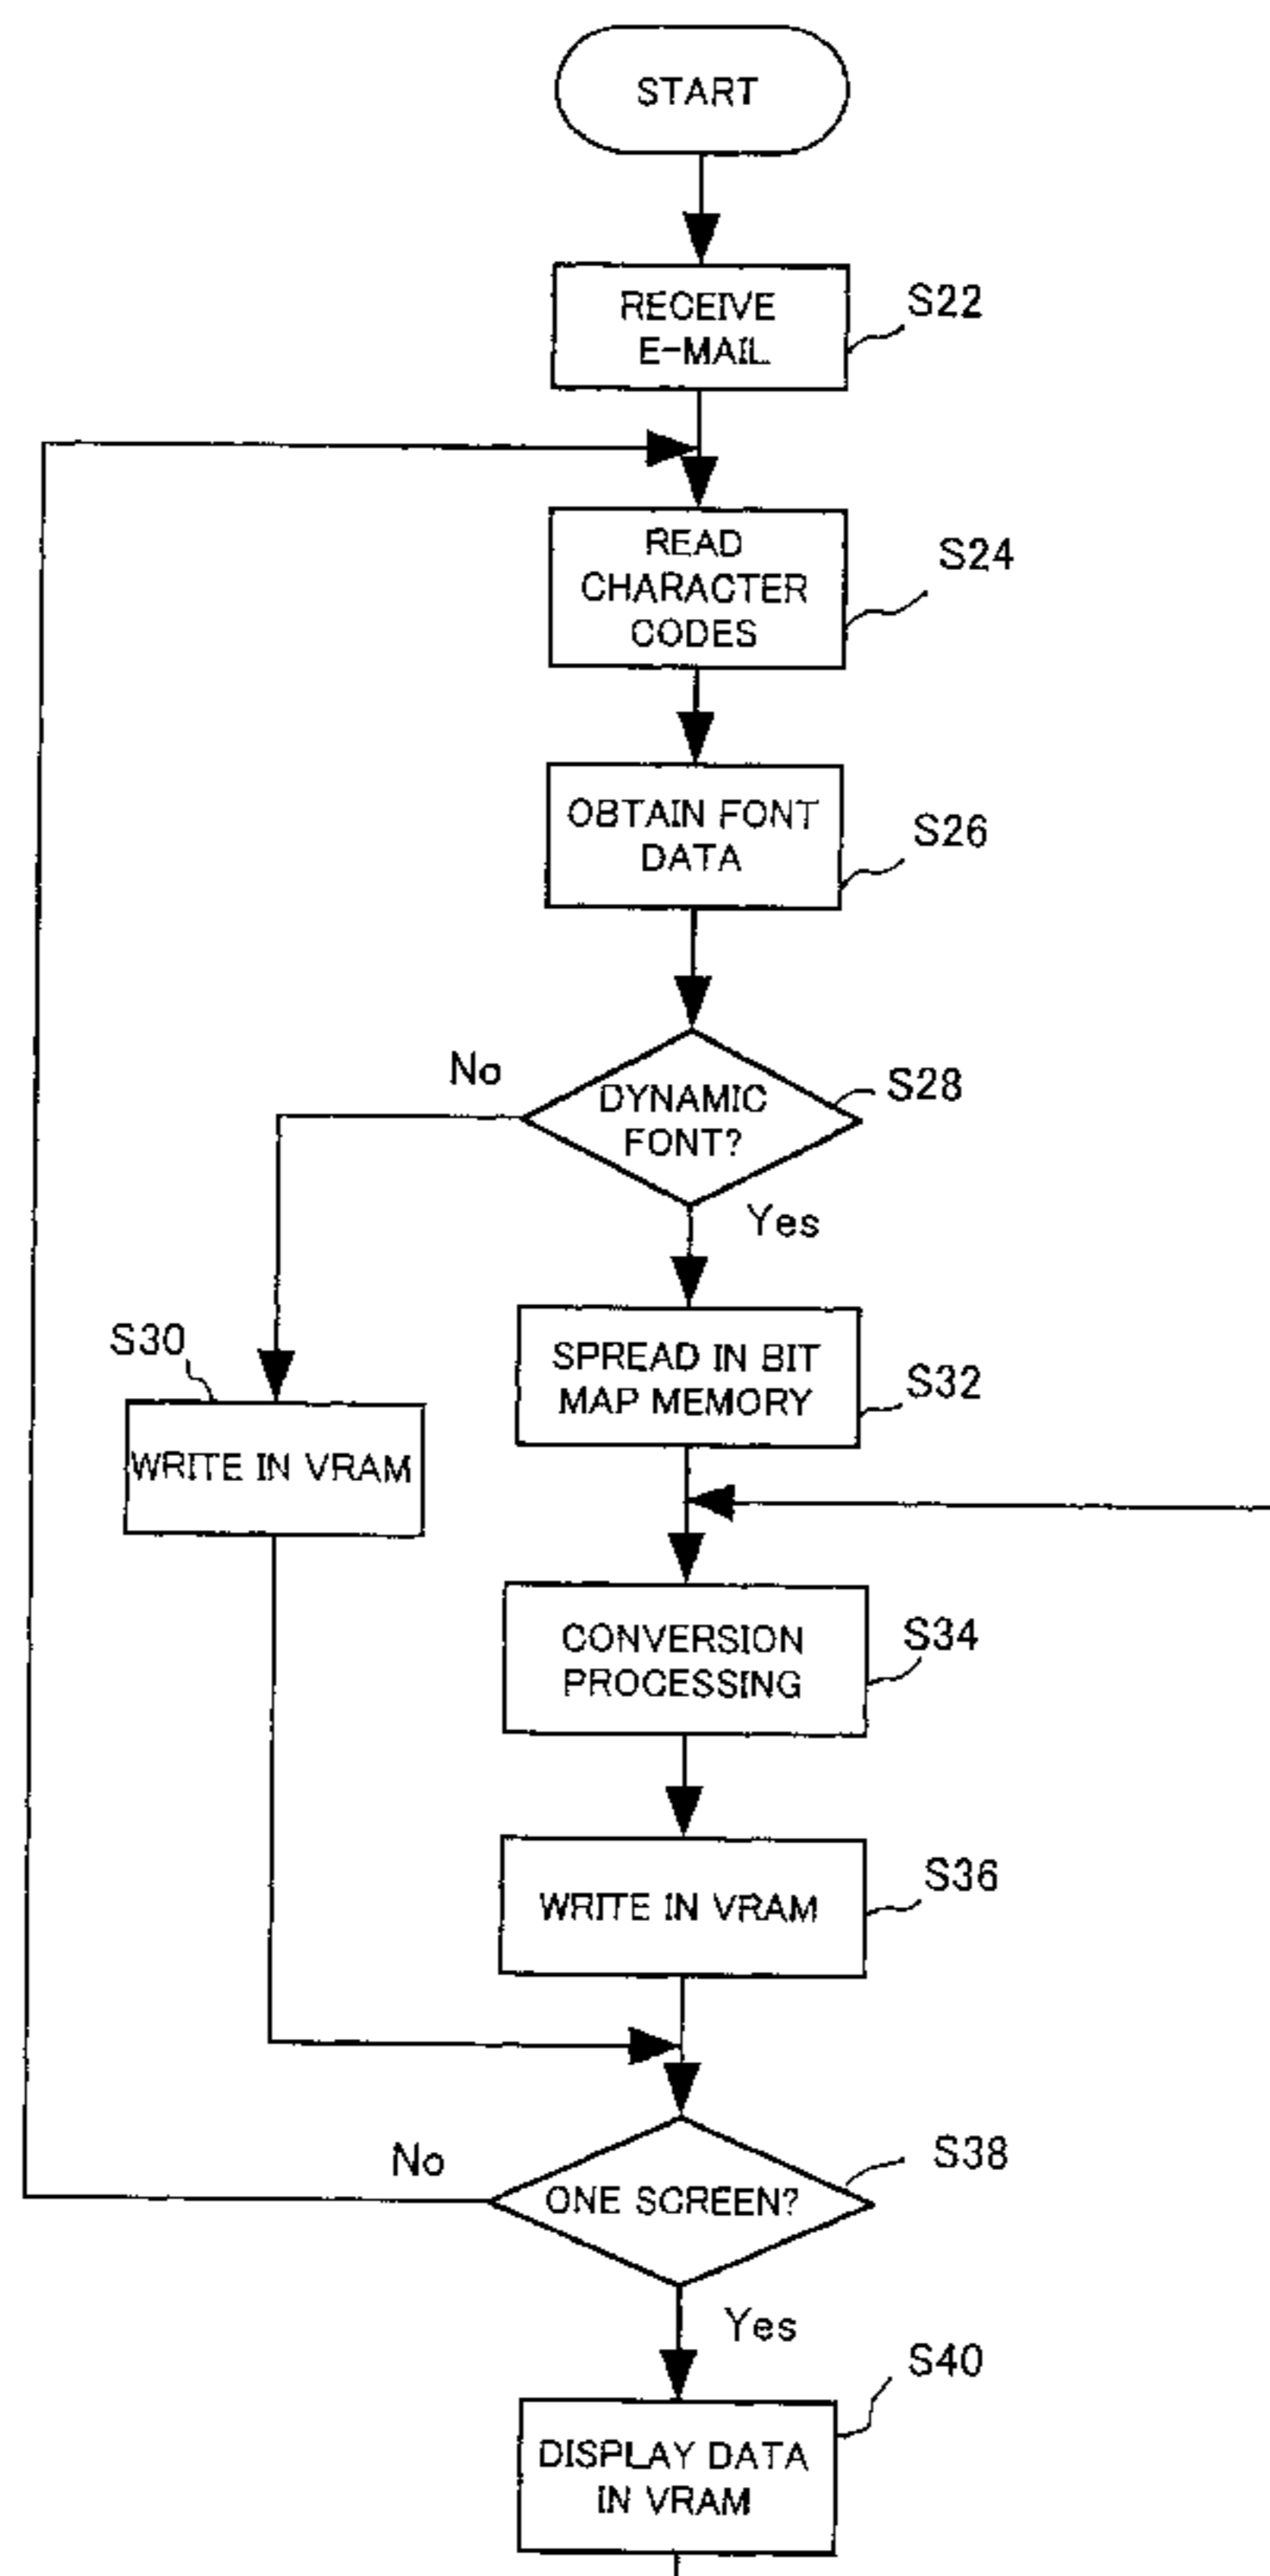 START
RECEIVE
E-MAIL
S22
READ
CHARACTER
CODES
S24
OBTAIN FONT
DATA
S26
No
DYNAMIC
FONT?
S28
Yes
S30
WRITE IN VRAM
SPREAD IN BIT
MAP MEMORY
S32
CONVERSION
PROCESSING
S34
WRITE IN VRAM
S36
No
ONE SCREEN?
S38
Yes
DISPLAY DATA
IN VRAM
S40